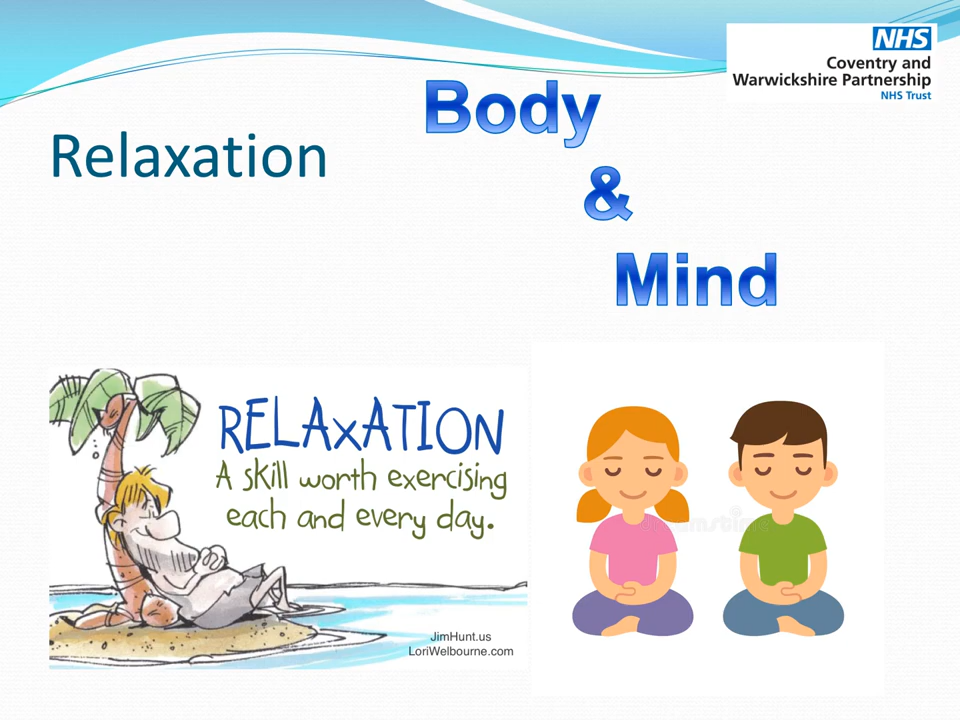 NHS
Coventry and
Warwickshire Partnership
NHS Trust
Body
&
Mind
Relaxation
RELAxATION
A skill worth exercising
each and every day.
JimHunt.us
LoriWelbourne.com
dreamstime